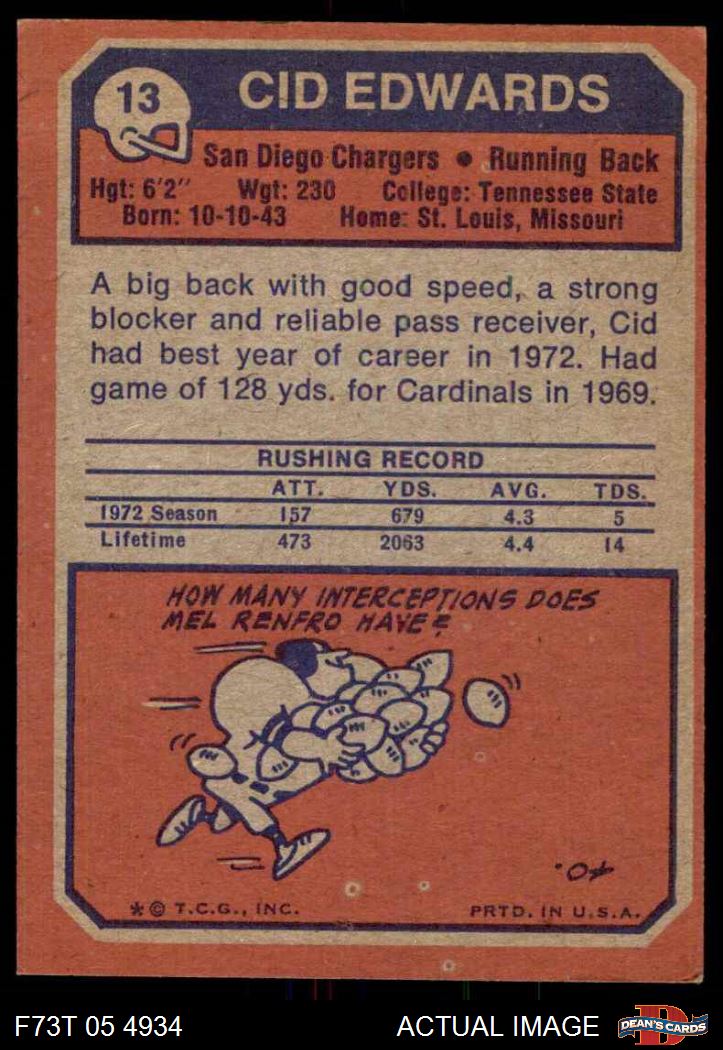 13
CID EDWARDS
San Diego Chargers • Running Back
Hgt: 6'2" Wgt: 230 College: Tennessee State
Born: 10-10-43 Home: St. Louis, Missouri
A big back with good speed, a strong
blocker and reliable pass receiver, Cid
had best year of career in 1972. Had
game of 128 yds. for Cardinals in 1969.
RUSHING RECORD
ATT. YDS. AVG. TDS.
1972 Season 157 679 4.3 5
Lifetime 473 2063 4.4 14
HOW MANY INTERCEPTIONS DOES
MEL RENFRO HAVE?
* © T.C.G., INC. PRTD. IN U.S.A.
F73T 05 4934 ACTUAL IMAGE DEAN'S CARDS